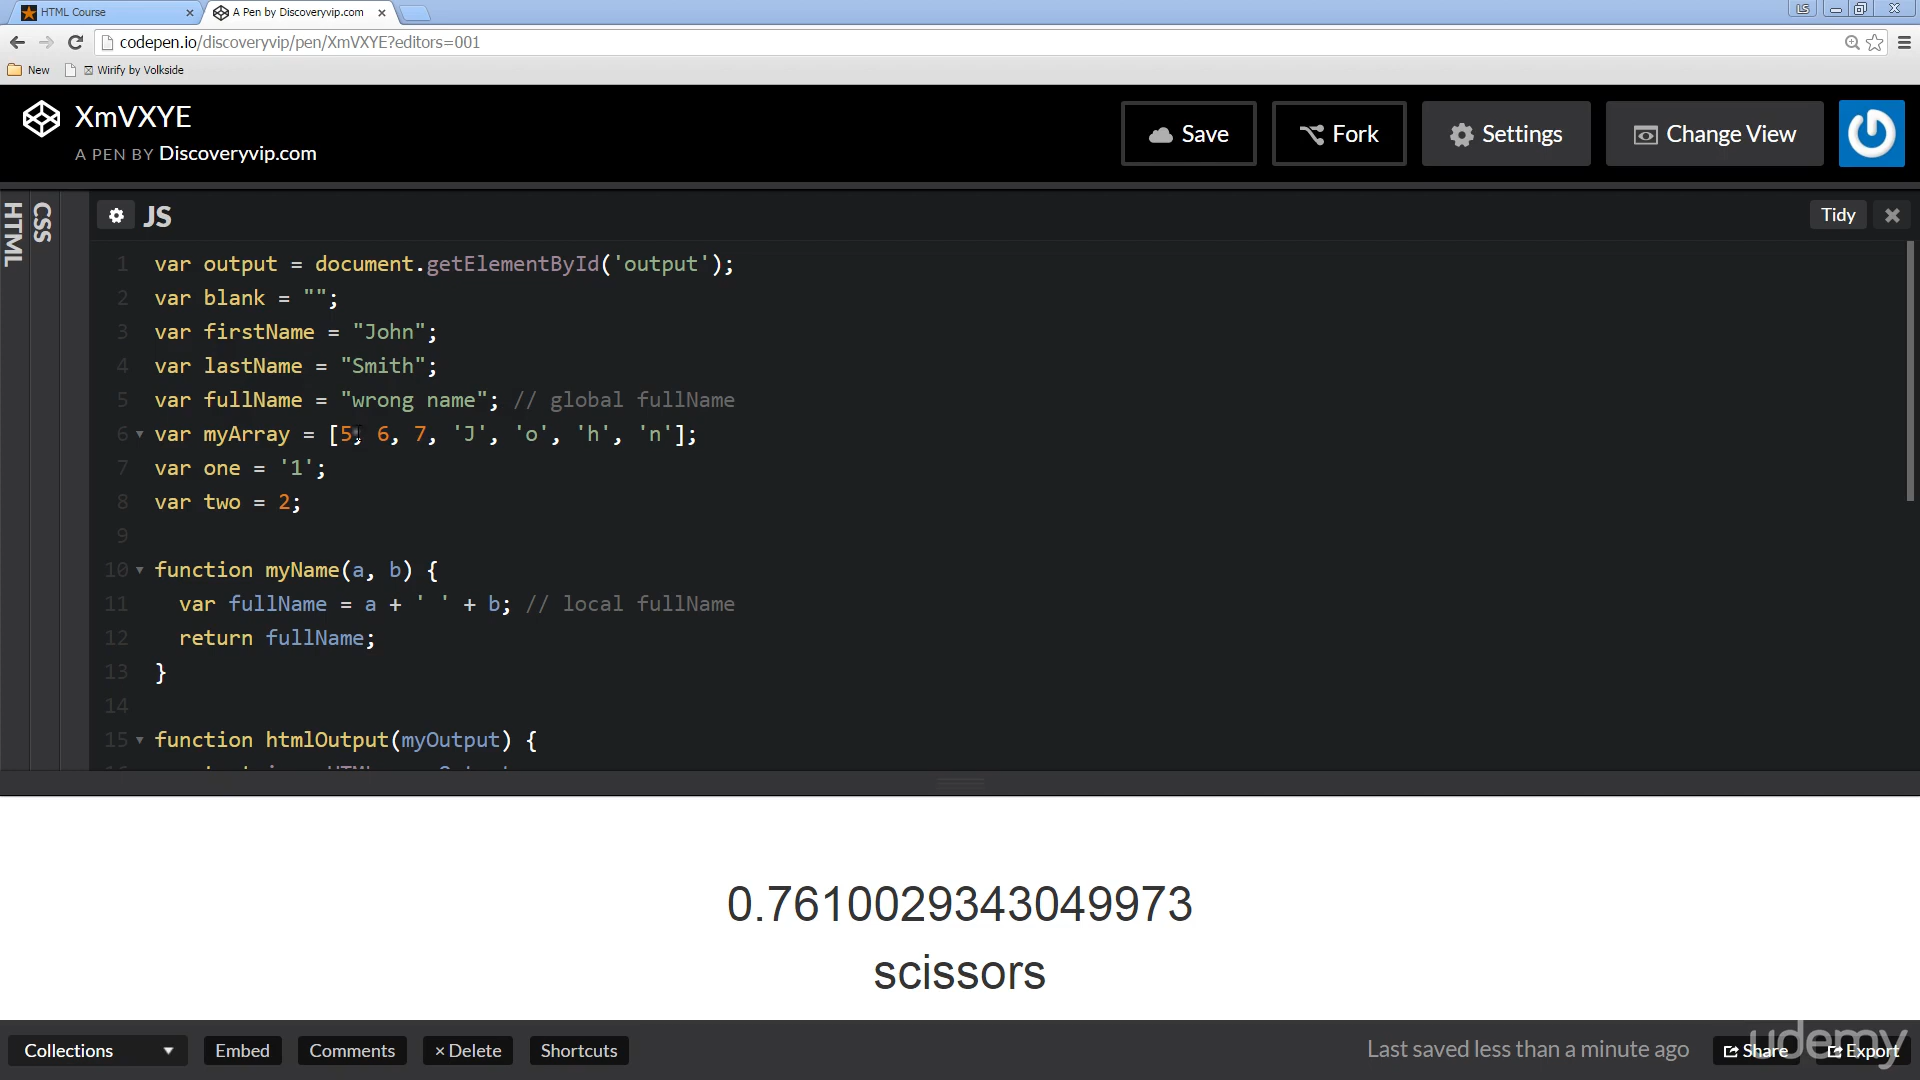 HTML Course
A Pen by Discoveryvip.com
LS
codepen.io/discoveryvip/pen/XmVXYE?editors=001
New
Wirify by Volkside
XmVXYE
A PEN BY Discoveryvip.com
Save
Fork
Settings
Change View
HTML
CSS
JS
Tidy
1 var output = document.getElementById('output');
2 var blank = "";
3 var firstName = "John";
4 var lastName = "Smith";
5 var fullName = "wrong name"; // global fullName
6 var myArray = [5, 6, 7, 'J', 'o', 'h', 'n'];
7 var one = '1';
8 var two = 2;
9
10 function myName(a, b) {
11 var fullName = a + ' ' + b; // local fullName
12 return fullName;
13 }
14
15 function htmlOutput(myOutput) {
0.7610029343049973
scissors
Collections
Embed
Comments
× Delete
Shortcuts
Last saved less than a minute ago
Share
Export
udemy